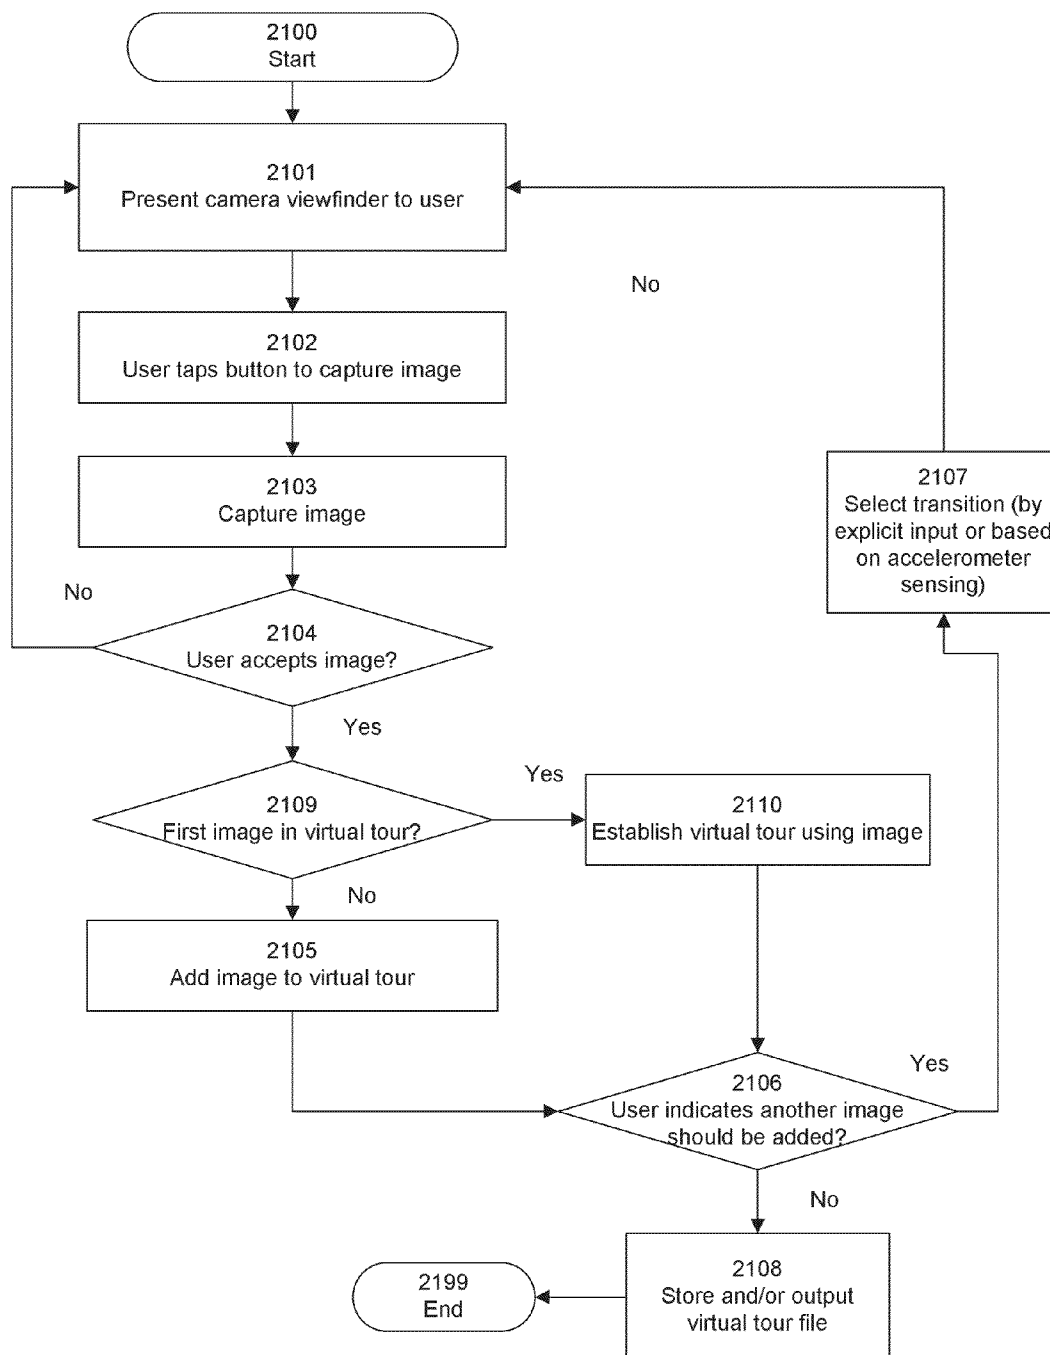 2100
Start
2101
Present camera viewfinder to user
No
2102
User taps button to capture image
2103
Capture image
2107
Select transition (by
explicit input or based
on accelerometer
sensing)
No
2104
User accepts image?
Yes
2109
First image in virtual tour?
Yes
2110
Establish virtual tour using image
No
2105
Add image to virtual tour
2106
User indicates another image
should be added?
Yes
No
2108
Store and/or output
virtual tour file
2199
End